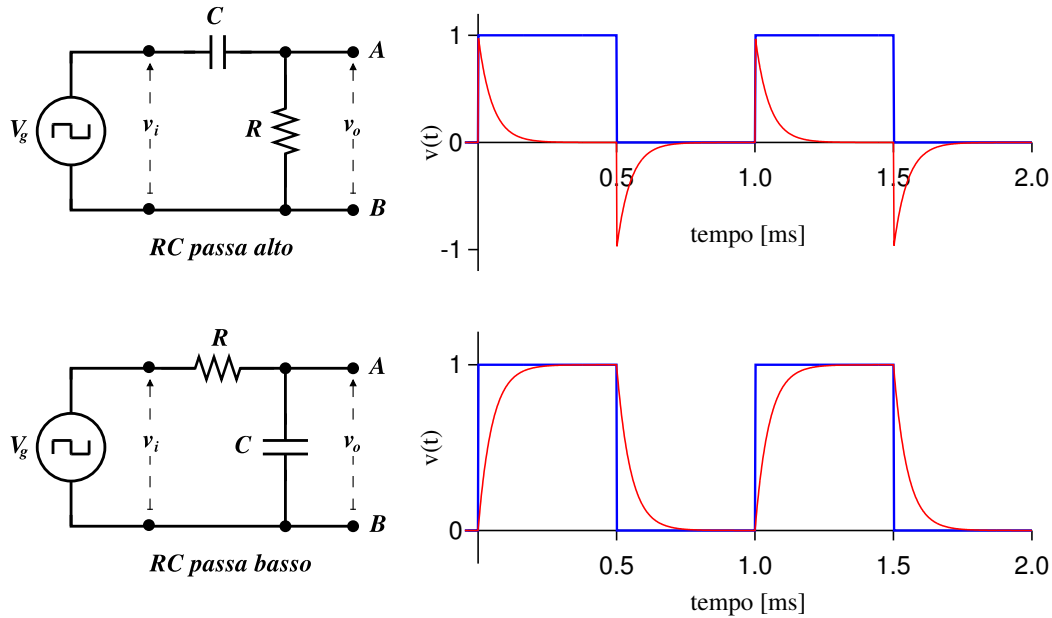 C
A
V_g
v_i
R
v_o
B
RC passa alto
1
0
-1
v(t)
0.5
1.0
1.5
2.0
tempo [ms]
R
A
V_g
v_i
C
v_o
B
RC passa basso
1
0
v(t)
0.5
1.0
1.5
2.0
tempo [ms]